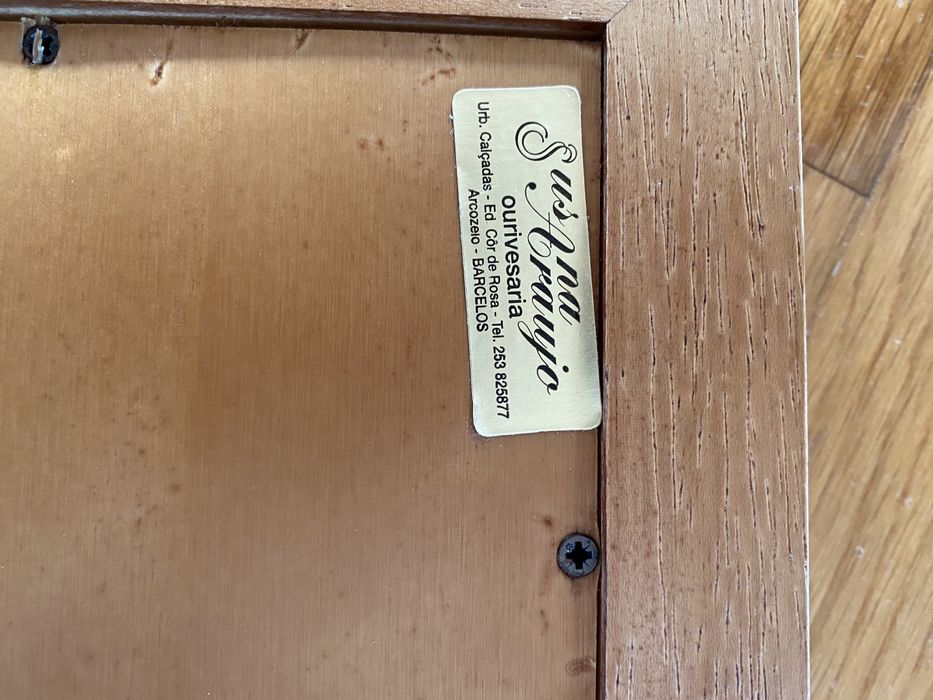 Susana
Araujo
ourivesaria
Urb. Calçadas - Ed. Côr de Rosa - Tel. 253 825877
Arcozelo - BARCELOS